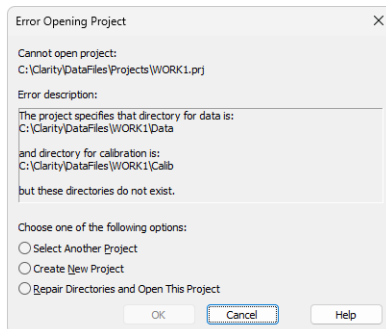 Error Opening Project
Cannot open project:
C:\Clarity\DataFiles\Projects\WORK1.prj
Error description:
The project specifies that directory for data is:
C:\Clarity\DataFiles\WORK1\Data
and directory for calibration is:
C:\Clarity\DataFiles\WORK1\Calib
but these directories do not exist.
Choose one of the following options:
Select Another Project
Create New Project
Repair Directories and Open This Project
OK
Cancel
Help